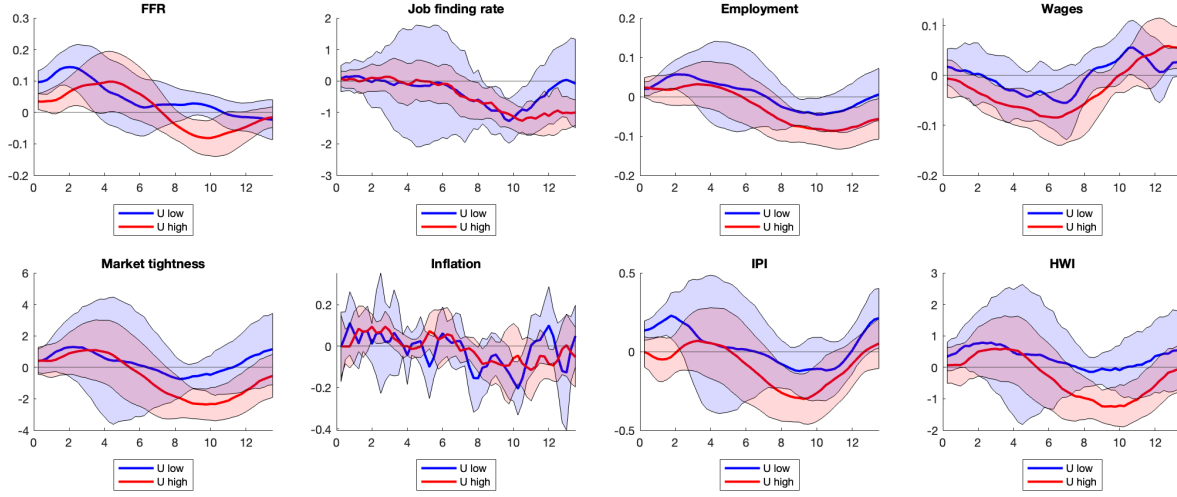 FFR
0.3
0.2
0.1
0
-0.1
-0.2
0 2 4 6 8 10 12
U low
U high
Job finding rate
2
1
0
-1
-2
-3
0 2 4 6 8 10 12
U low
U high
Employment
0.2
0.1
0
-0.1
-0.2
0 2 4 6 8 10 12
U low
U high
Wages
0.1
0
-0.1
-0.2
0 2 4 6 8 10 12
U low
U high
Market tightness
6
4
2
0
-2
-4
0 2 4 6 8 10 12
U low
U high
Inflation
0.2
0
-0.2
-0.4
0 2 4 6 8 10 12
U low
U high
IPI
0.5
0
-0.5
0 2 4 6 8 10 12
U low
U high
HWI
3
2
1
0
-1
-2
0 2 4 6 8 10 12
U low
U high